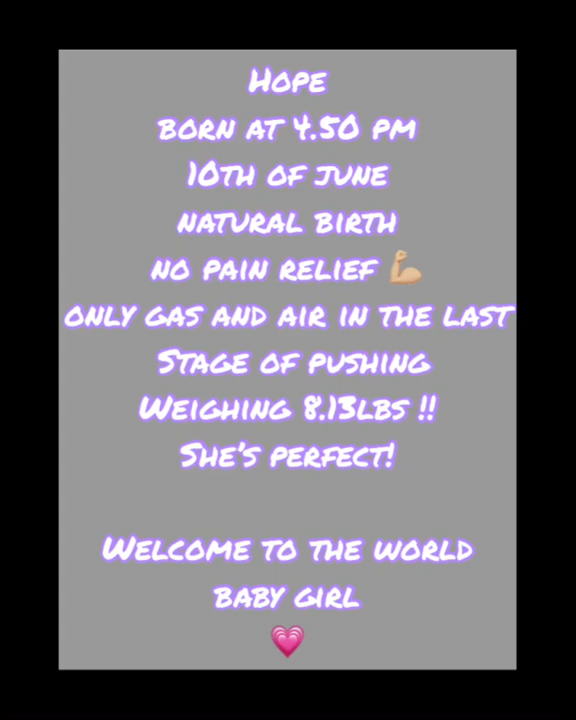 Hope
born at 4.50 pm
10th of june
natural birth
no pain relief 💪🏼
only gas and air in the last
Stage of pushing
Weighing 8.13lbs !!
She's perfect!
Welcome to the world
baby girl
💗